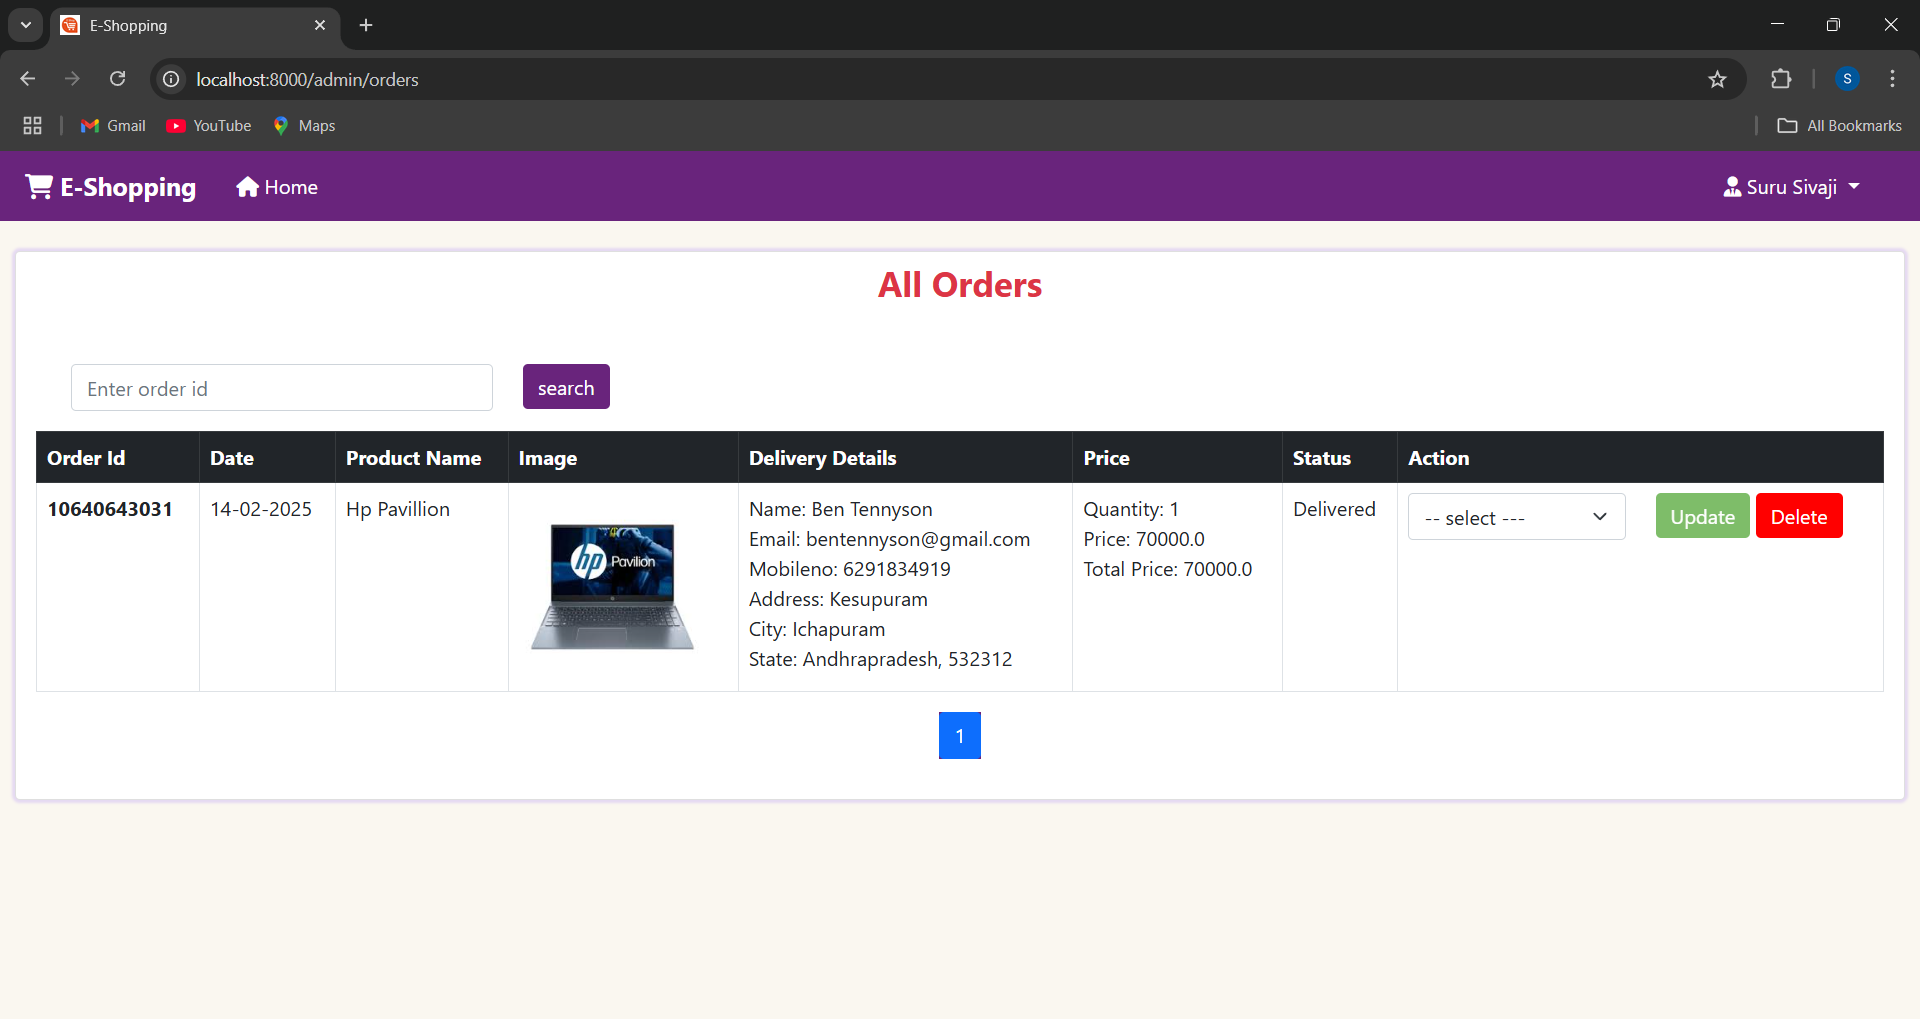 E-Shopping
localhost:8000/admin/orders
S
Gmail
YouTube
Maps
All Bookmarks
E-Shopping
Home
Suru Sivaji
All Orders
Enter order id
search
Order Id Date Product Name Image Delivery Details Price Status Action
10640643031
14-02-2025
Hp Pavillion
hp Pavilion
Name: Ben Tennyson
Email: bentennyson@gmail.com
Mobileno: 6291834919
Address: Kesupuram
City: Ichapuram
State: Andhrapradesh, 532312
Quantity: 1
Price: 70000.0
Total Price: 70000.0
Delivered
-- select ---
Update
Delete
1